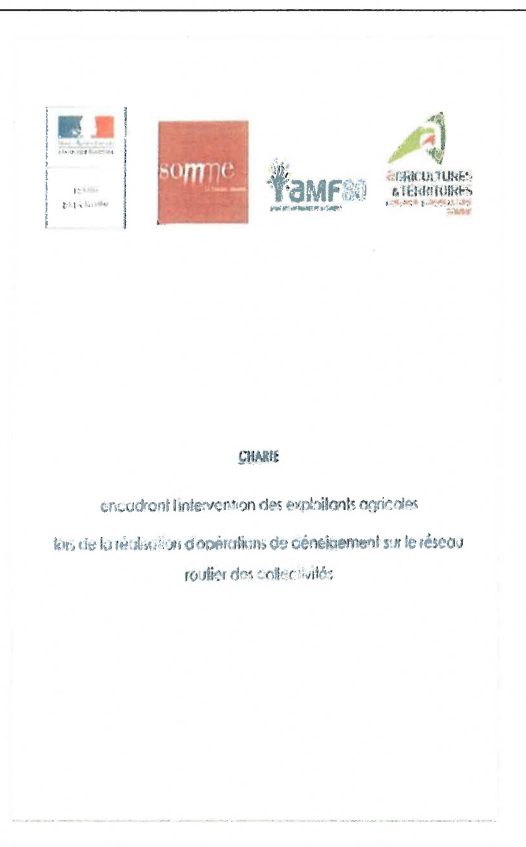 somme
AMF80
AGRICULTURES
& TERRITOIRES
SOMME
CHARTE
encadrant l'intervention des exploitants agricoles
lors de la réalisation d'opérations de déneigement sur le réseau
routier des collectivités